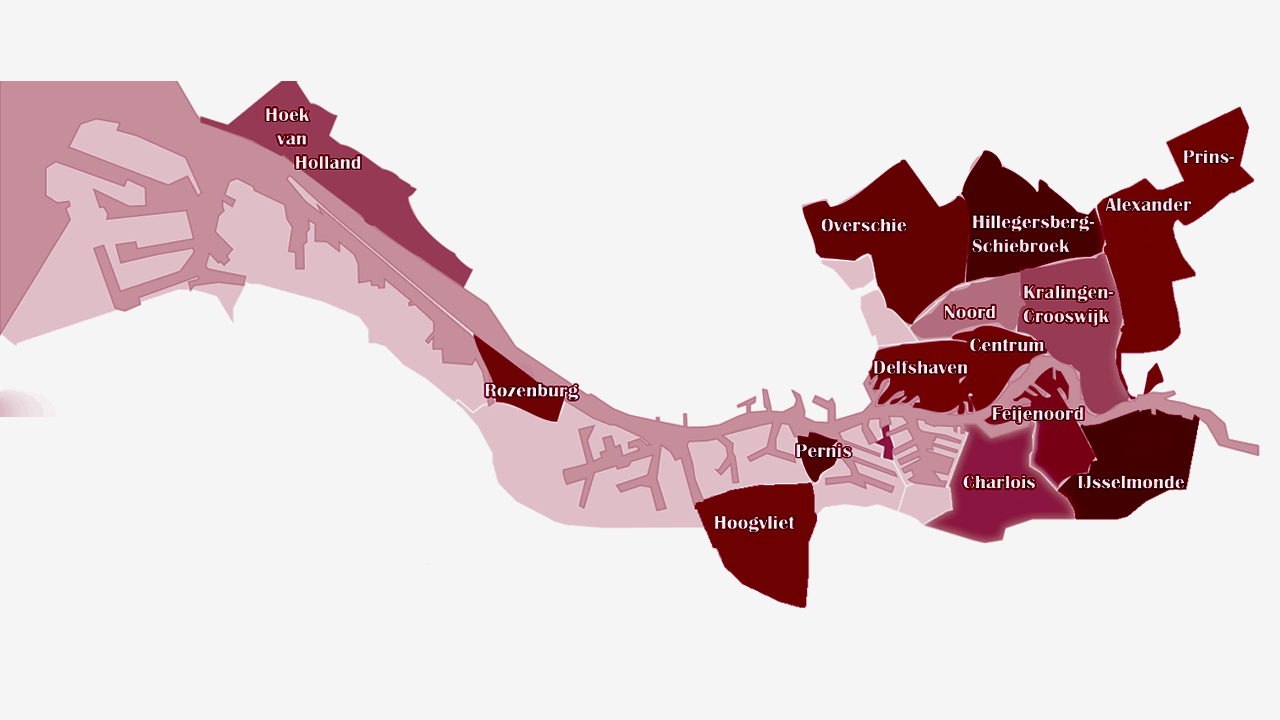 Hoek
van
Holland
Prins-
Alexander
Overschie
Hillegersberg-
Schiebroek
Kralingen-
Crooswijk
Noord
Centrum
Delfshaven
Rozenburg
Feijenoord
Pernis
Charlois
IJsselmonde
Hoogvliet